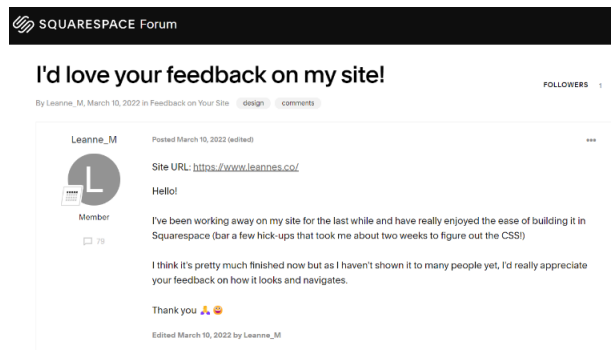 SQUARESPACE Forum
I'd love your feedback on my site!
FOLLOWERS 1
By Leanne_M, March 10, 2022 in Feedback on Your Site design comments
Leanne_M
Posted March 10, 2022 (edited)
Site URL: https://www.leannes.co/
L
Hello!
Member
I've been working away on my site for the last while and have really enjoyed the ease of building it in
Squarespace (bar a few hick-ups that took me about two weeks to figure out the CSS!)
79
I think it's pretty much finished now but as I haven't shown it to many people yet, I'd really appreciate
your feedback on how it looks and navigates.
Thank you 🙏 😀
Edited March 10, 2022 by Leanne_M